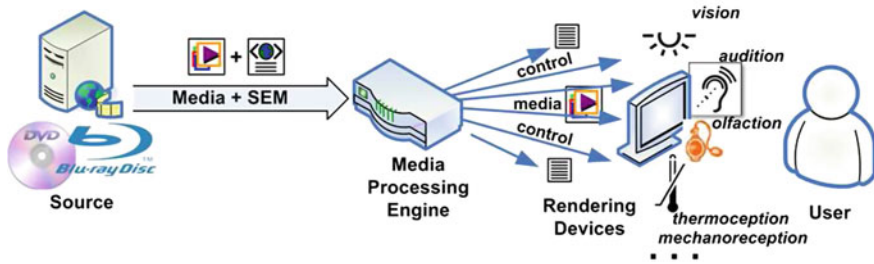 Media + SEM
DVD
Blu-ray Disc™
Source
Media
Processing
Engine
control
media
control
Rendering
Devices
vision
audition
olfaction
thermoception
mechanoreception
. . .
User